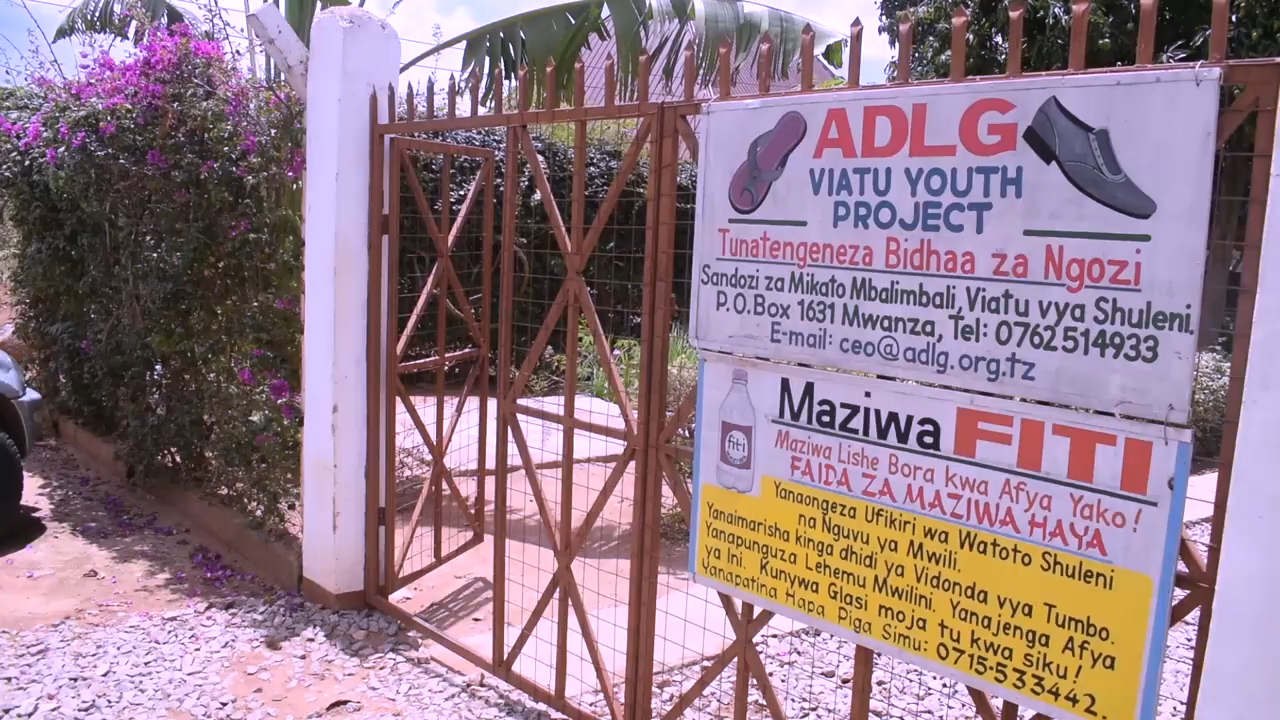 ADLG
VIATU YOUTH
PROJECT
Tunatengeneza Bidhaa za Ngozi
Sandozi za Mikato Mbalimbali, Viatu vya Shuleni.
P.O.Box 1631 Mwanza, Tel: 0762514933
E-mail: ceo@adlg.org.tz
fiti
Maziwa FITI
Maziwa Lishe Bora kwa Afya Yako!
FAIDA ZA MAZIWA HAYA
Yanaongeza Ufikiri wa Watoto Shuleni
na Nguvu ya Mwili.
Yanaimarisha kinga dhidi ya Vidonda vya Tumbo.
Yanapunguza Lehemu Mwilini. Yanajenga Afya
ya Ini. Kunywa Glasi moja tu kwa siku!
Yanapatina Hapa Piga Simu: 0715-533442.